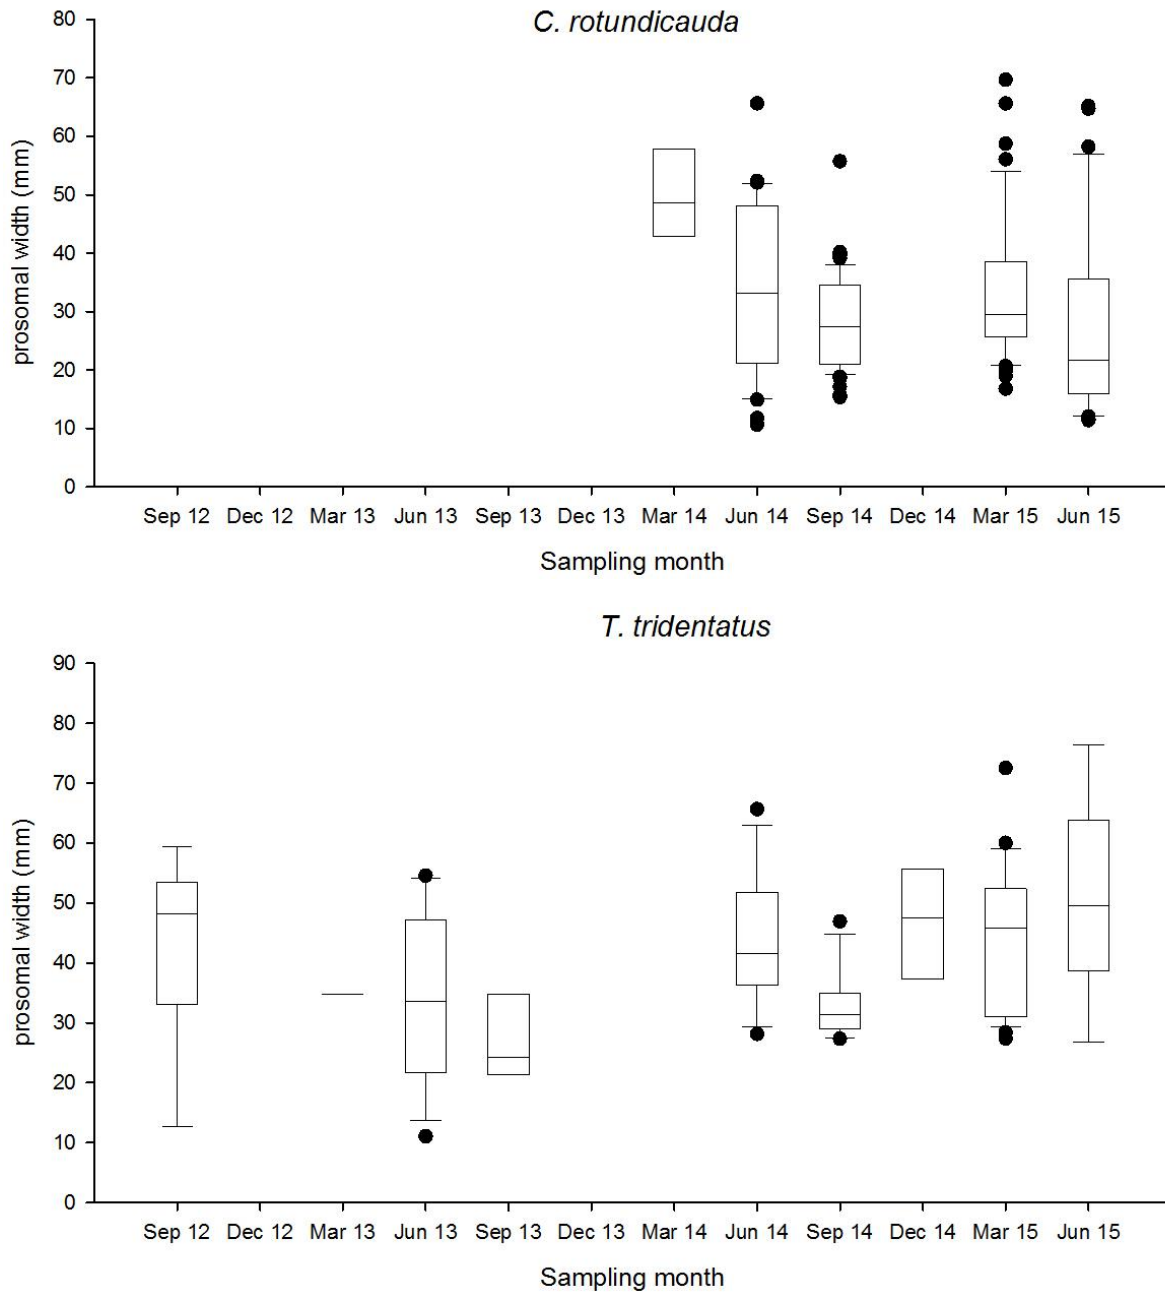 C. rotundicauda
80
70
60
50
40
30
20
10
0
prosomal width (mm)
Sep 12 Dec 12 Mar 13 Jun 13 Sep 13 Dec 13 Mar 14 Jun 14 Sep 14 Dec 14 Mar 15 Jun 15
Sampling month
T. tridentatus
90
80
70
60
50
40
30
20
10
0
prosomal width (mm)
Sep 12 Dec 12 Mar 13 Jun 13 Sep 13 Dec 13 Mar 14 Jun 14 Sep 14 Dec 14 Mar 15 Jun 15
Sampling month